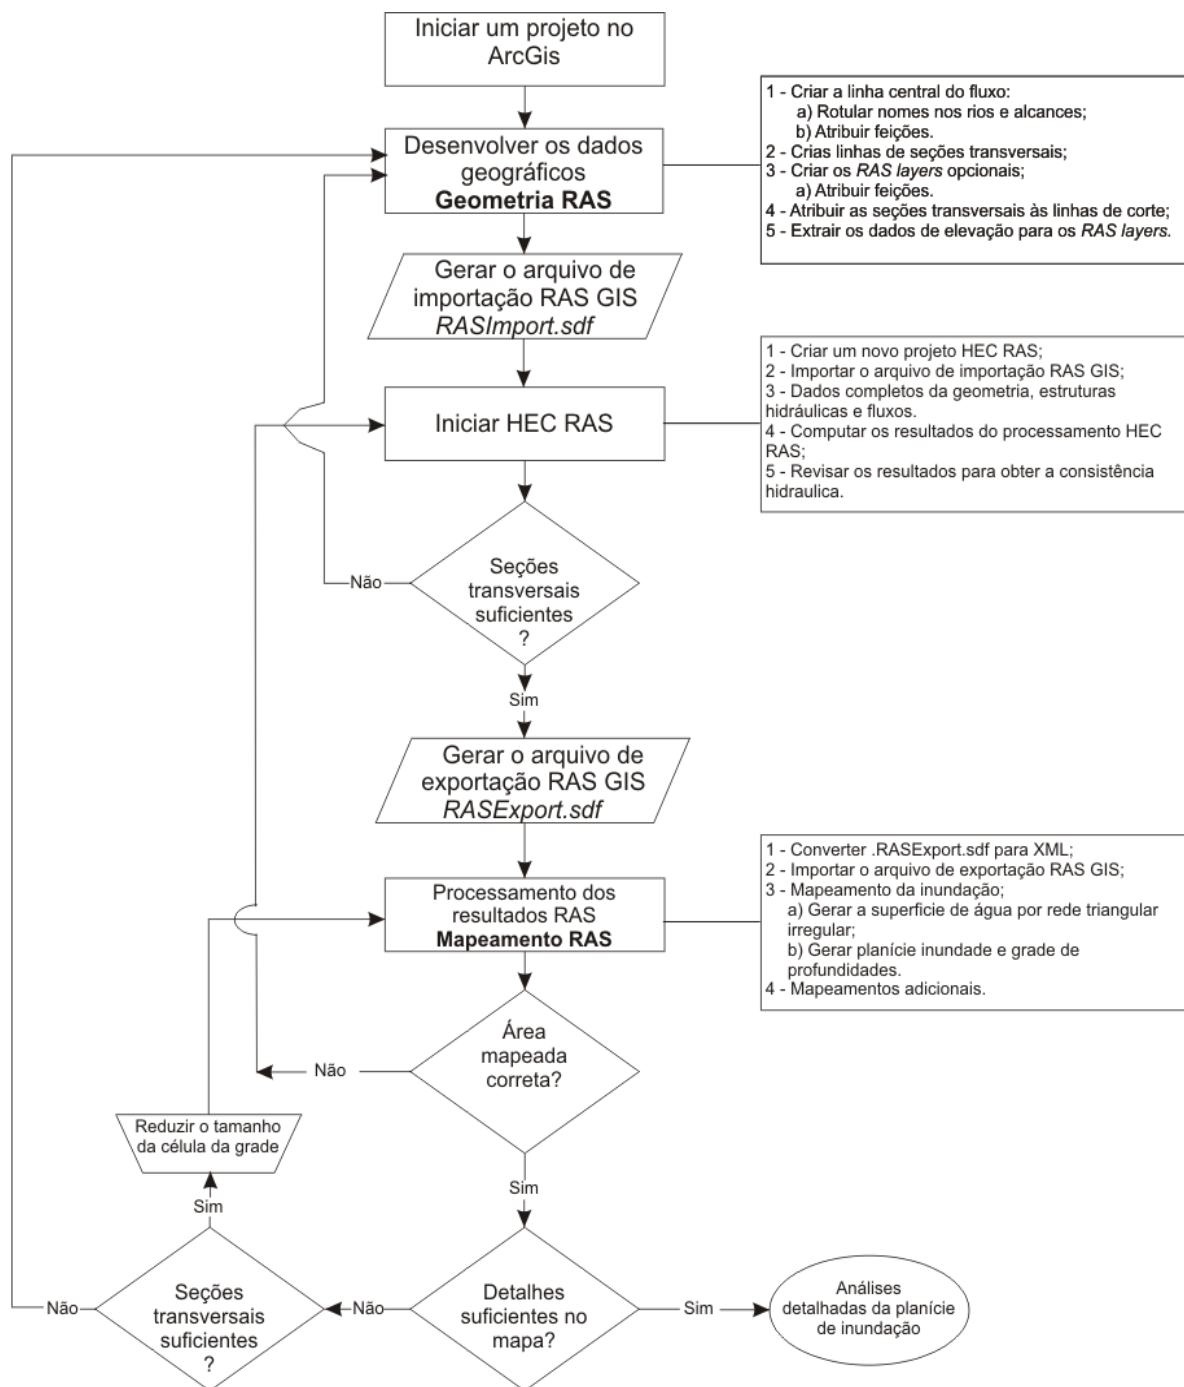 Iniciar um projeto no
ArcGis
Desenvolver os dados
geográficos
Geometria RAS
1 - Criar a linha central do fluxo:
a) Rotular nomes nos rios e alcances;
b) Atribuir feições.
2 - Crias linhas de seções transversais;
3 - Criar os RAS layers opcionais;
a) Atribuir feições.
4 - Atribuir as seções transversais às linhas de corte;
5 - Extrair os dados de elevação para os RAS layers.
Gerar o arquivo de
importação RAS GIS
RASImport.sdf
Iniciar HEC RAS
1 - Criar um novo projeto HEC RAS;
2 - Importar o arquivo de importação RAS GIS;
3 - Dados completos da geometria, estruturas
hidráulicas e fluxos.
4 - Computar os resultados do processamento HEC
RAS;
5 - Revisar os resultados para obter a consistência
hidraulica.
Seções
transversais
suficientes
?
Não
Sim
Gerar o arquivo de
exportação RAS GIS
RASExport.sdf
Processamento dos
resultados RAS
Mapeamento RAS
1 - Converter .RASExport.sdf para XML;
2 - Importar o arquivo de exportação RAS GIS;
3 - Mapeamento da inundação;
a) Gerar a superficie de água por rede triangular
irregular;
b) Gerar planície inundade e grade de
profundidades.
4 - Mapeamentos adicionais.
Área
mapeada
correta?
Não
Sim
Reduzir o tamanho
da célula da grade
Sim
Seções
transversais
suficientes
?
Não
Não
Detalhes
suficientes no
mapa?
Sim
Análises
detalhadas da planície
de inundação